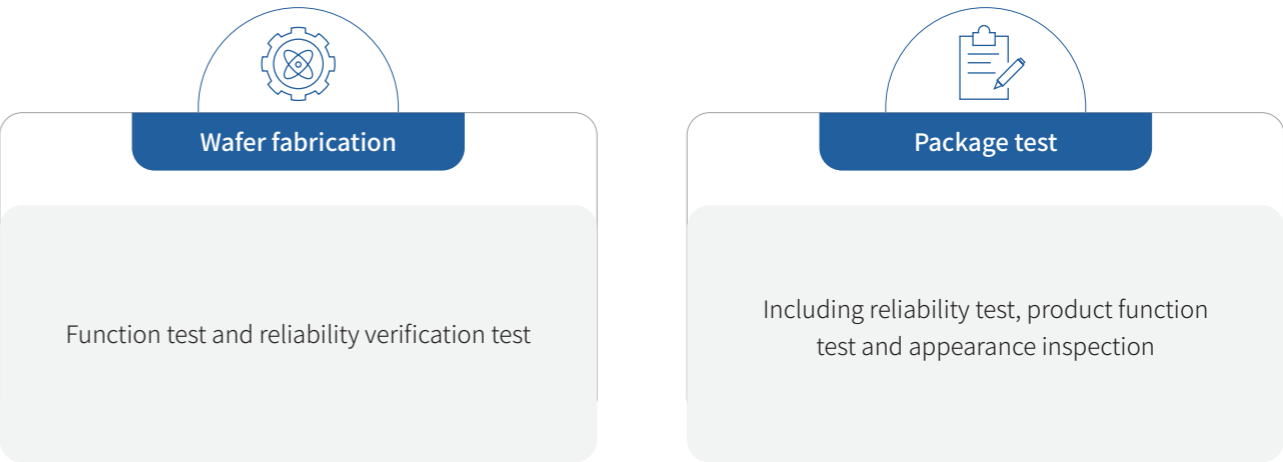 Wafer fabrication
Function test and reliability verification test
Package test
Including reliability test, product function
test and appearance inspection